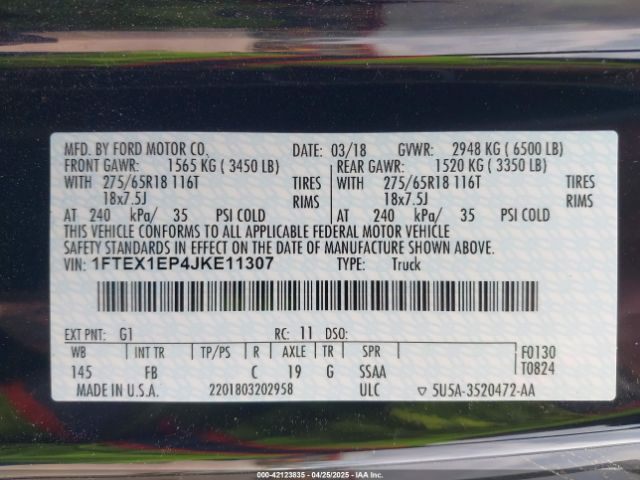 MFD. BY FORD MOTOR CO. DATE: 03/18 GVWR: 2948 KG ( 6500 LB)
FRONT GAWR: 1565 KG ( 3450 LB) REAR GAWR: 1520 KG ( 3350 LB)
WITH 275/65R18 116T TIRES WITH 275/65R18 116T TIRES
18x7.5J RIMS 18x7.5J RIMS
AT 240 kPa/ 35 PSI COLD AT 240 kPa/ 35 PSI COLD
THIS VEHICLE CONFORMS TO ALL APPLICABLE FEDERAL MOTOR VEHICLE
SAFETY STANDARDS IN EFFECT ON THE DATE OF MANUFACTURE SHOWN ABOVE.
VIN: 1FTEX1EP4JKE11307 TYPE: Truck
EXT PNT: G1 RC: 11 DSO:
WB INT TR TP/PS R AXLE TR SPR F0130
145 FB C 19 G SSAA T0824
MADE IN U.S.A. 2201803202958 ULC 5U5A-3520472-AA
000-42123835 - 04/25/2025 - IAA Inc.